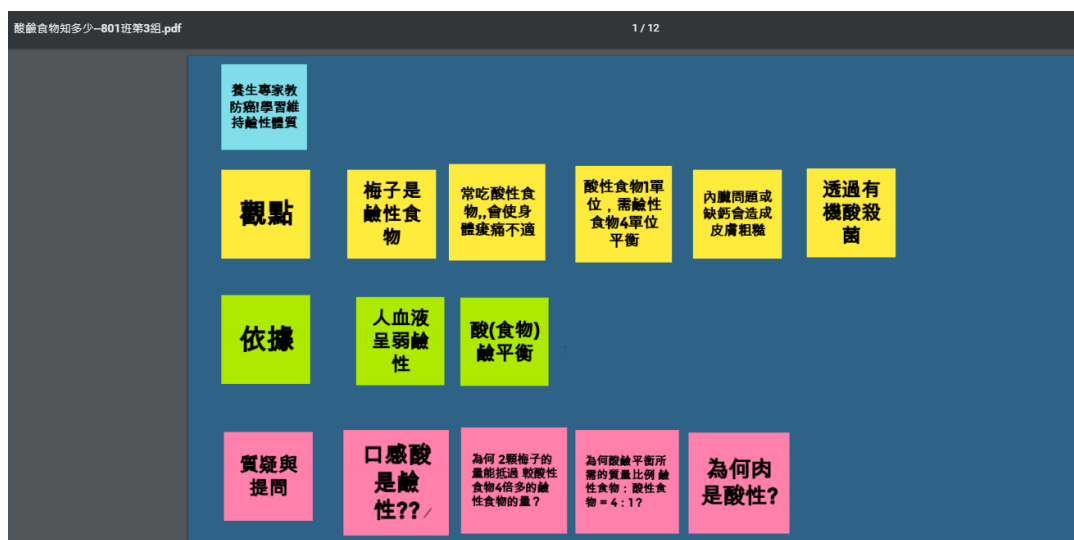 酸鹼食物知多少--801班第3組.pdf
1 / 12
養生專家教
防癌!學習維
持鹼性體質
觀點
梅子是
鹼性食
物
常吃酸性食
物,,會使身
體痠痛不適
酸性食物1單
位，需鹼性
食物4單位
平衡
內臟問題或
缺鈣會造成
皮膚粗糙
透過有
機酸殺
菌
依據
人血液
呈弱鹼
性
酸(食物)
鹼平衡
質疑與
提問
口感酸
是鹼
性??
為何 2顆梅子的
量能抵過 較酸性
食物4倍多的鹼
性食物的量？
為何酸鹼平衡所
需的質量比例 鹼
性食物：酸性食
物 = 4 : 1?
為何肉
是酸性?